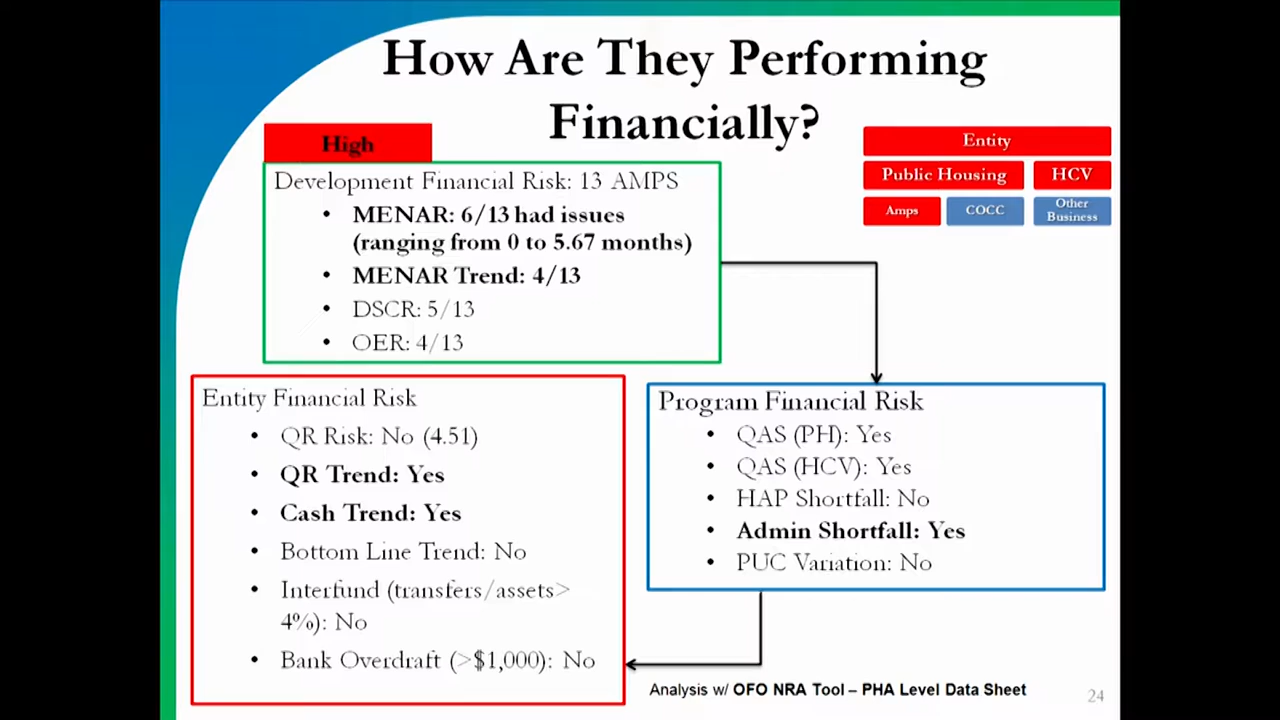 How Are They Performing
Financially?
High
Entity
Public Housing
HCV
Amps
COCC
Other
Business
Development Financial Risk: 13 AMPS
• MENAR: 6/13 had issues
(ranging from 0 to 5.67 months)
• MENAR Trend: 4/13
• DSCR: 5/13
• OER: 4/13
Entity Financial Risk
• QR Risk: No (4.51)
• QR Trend: Yes
• Cash Trend: Yes
• Bottom Line Trend: No
• Interfund (transfers/assets>
4%): No
• Bank Overdraft (>$1,000): No
Program Financial Risk
• QAS (PH): Yes
• QAS (HCV): Yes
• HAP Shortfall: No
• Admin Shortfall: Yes
• PUC Variation: No
Analysis w/ OFO NRA Tool – PHA Level Data Sheet
24